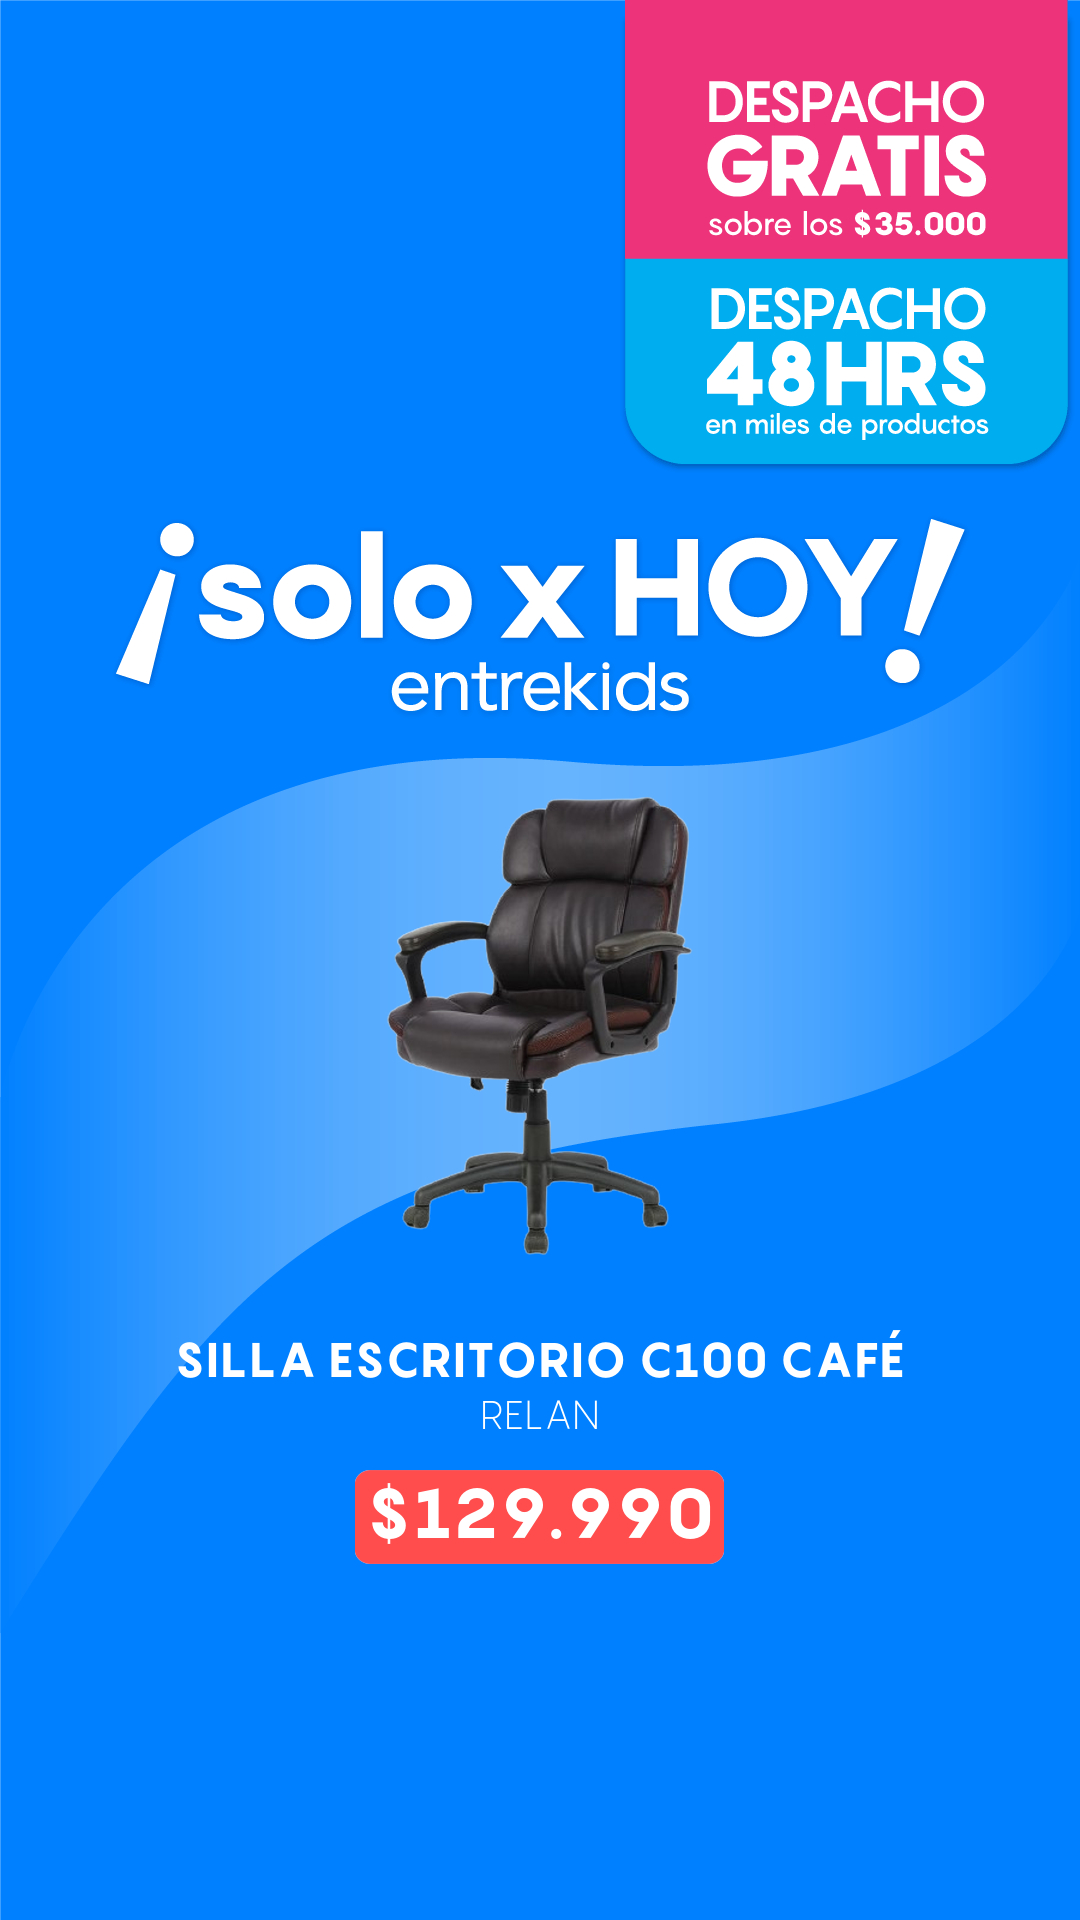 DESPACHO
GRATIS
sobre los $35.000
DESPACHO
48HRS
en miles de productos
¡solo x HOY!
entrekids
SILLA ESCRITORIO C100 CAFÉ
RELAN
$129.990